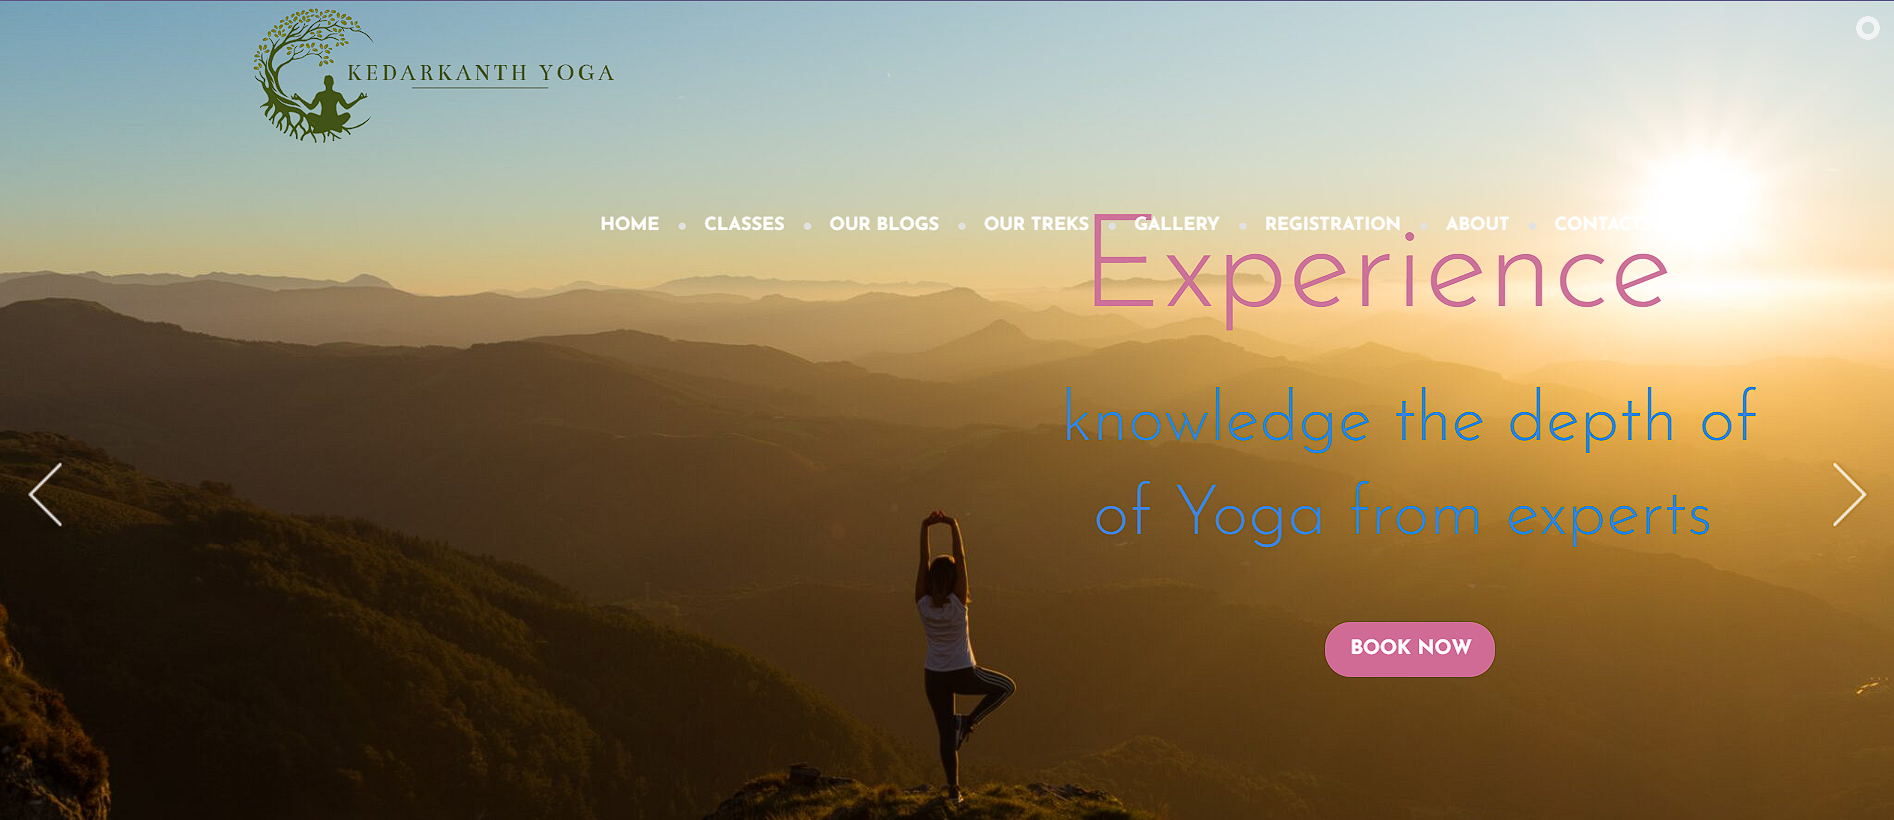 KEDARKANTH YOGA
HOME CLASSES OUR BLOGS OUR TREKS GALLERY REGISTRATION ABOUT CONTACTS
Experience
knowledge the depth of
of Yoga from experts
BOOK NOW